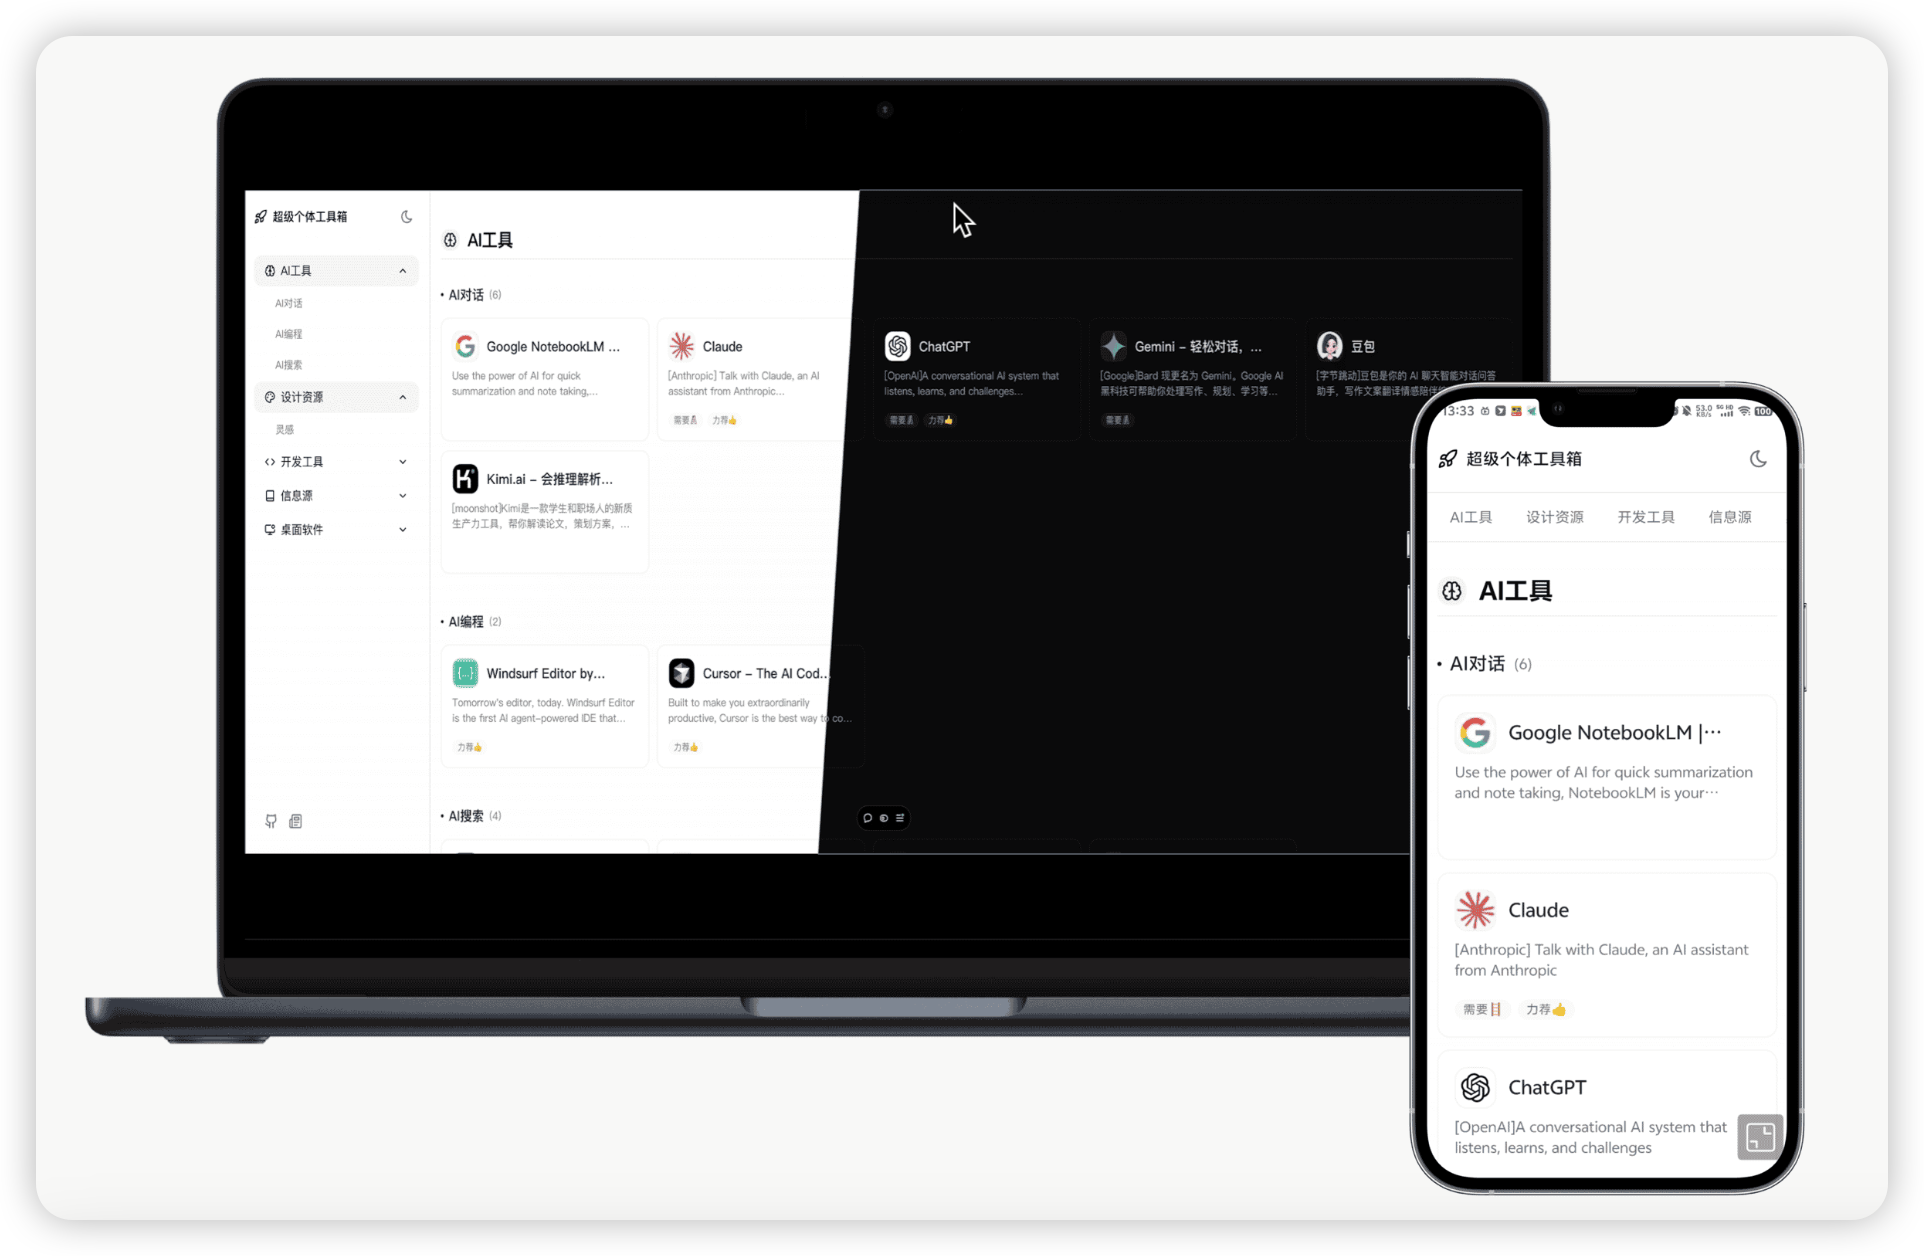 超级个体工具箱
AI工具
AI对话
AI编程
AI搜索
设计资源
灵感
开发工具
信息源
桌面软件
AI工具
• AI对话 (6)
Google NotebookLM ...
Use the power of AI for quick
summarization and note taking,...
Claude
[Anthropic] Talk with Claude, an AI
assistant from Anthropic...
需要 力荐👍
ChatGPT
[OpenAI]A conversational AI system that
listens, learns, and challenges...
需要 力荐👍
Gemini – 轻松对话，...
[Google]Bard 现更名为 Gemini。Google AI
黑科技可帮助你处理写作、规划、学习等...
需要
豆包
[字节跳动]豆包是你的 AI 聊天智能对话问答
助手，写作文案翻译情感陪伴
Kimi.ai – 会推理解析...
[moonshot]Kimi是一款学生和职场人的新质
生产力工具，帮你解读论文，策划方案，...
• AI编程 (2)
Windsurf Editor by...
Tomorrow's editor, today. Windsurf Editor
is the first AI agent-powered IDE that...
力荐👍
Cursor – The AI Cod...
Built to make you extraordinarily
productive, Cursor is the best way to co...
力荐👍
• AI搜索 (4)
13:33
53.0 KB/s 5G HD 100
超级个体工具箱
AI工具 设计资源 开发工具 信息源
AI工具
• AI对话 (6)
Google NotebookLM |···
Use the power of AI for quick summarization
and note taking, NotebookLM is your···
Claude
[Anthropic] Talk with Claude, an AI assistant
from Anthropic
需要🪜 力荐👍
ChatGPT
[OpenAI]A conversational AI system that
listens, learns, and challenges